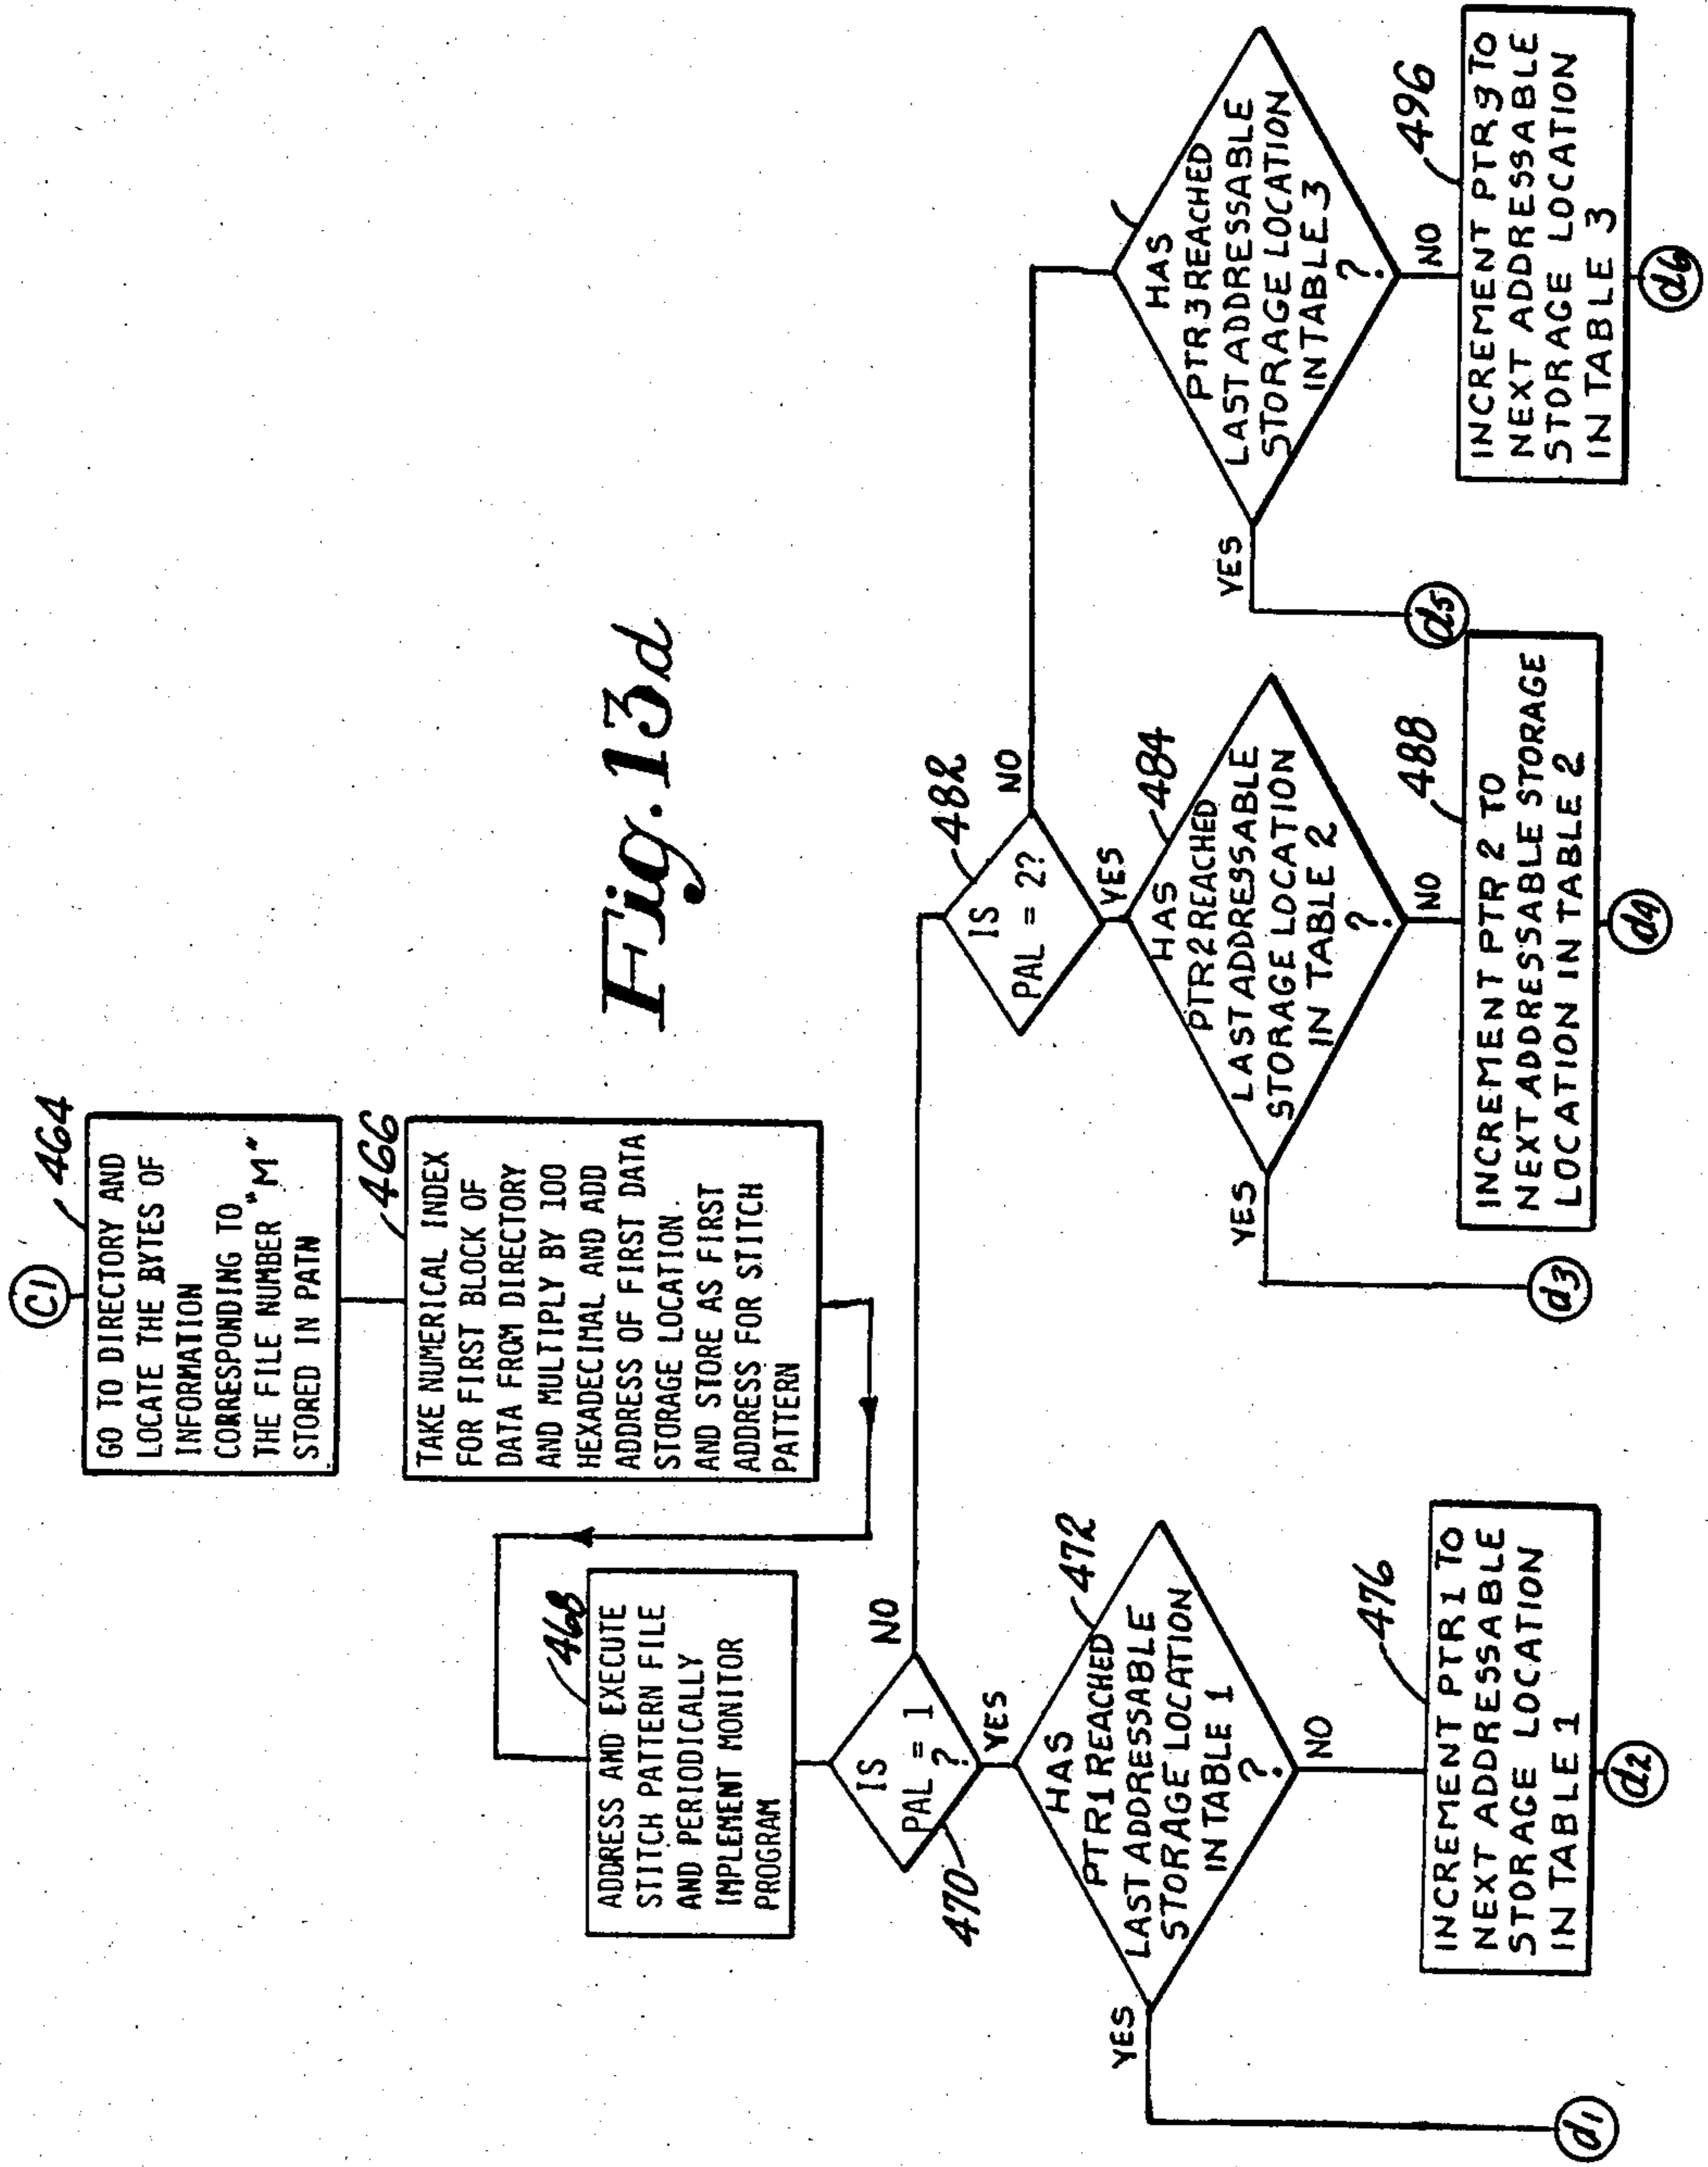 C1
464
GO TO DIRECTORY AND
LOCATE THE BYTES OF
INFORMATION
CORRESPONDING TO
THE FILE NUMBER "M"
STORED IN PATN
466
TAKE NUMERICAL INDEX
FOR FIRST BLOCK OF
DATA FROM DIRECTORY
AND MULTIPLY BY 100
HEXADECIMAL AND ADD
ADDRESS OF FIRST DATA
STORAGE LOCATION.
AND STORE AS FIRST
ADDRESS FOR STITCH
PATTERN
468
ADDRESS AND EXECUTE
STITCH PATTERN FILE
AND PERIODICALLY
IMPLEMENT MONITOR
PROGRAM
Fig. 13d
IS
PAL = 1
?
470
NO
YES
472
HAS
PTR1 REACHED
LAST ADDRESSABLE
STORAGE LOCATION
IN TABLE 1
?
YES
NO
d1
476
INCREMENT PTR1 TO
NEXT ADDRESSABLE
STORAGE LOCATION
IN TABLE 1
d2
482
IS
PAL = 2?
NO
YES
484
HAS
PTR2 REACHED
LAST ADDRESSABLE
STORAGE LOCATION
IN TABLE 2
?
YES
NO
d3
488
INCREMENT PTR 2 TO
NEXT ADDRESSABLE STORAGE
LOCATION IN TABLE 2
d4
HAS
PTR3 REACHED
LAST ADDRESSABLE
STORAGE LOCATION
IN TABLE 3
?
YES
NO
d5
496
INCREMENT PTR3 TO
NEXT ADDRESSABLE
STORAGE LOCATION
IN TABLE 3
d6